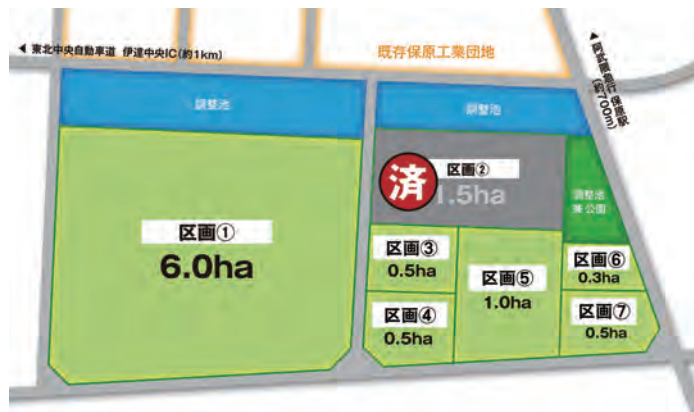 ◀ 東北中央自動車道 伊達中央IC(約1km)
既存保原工業団地
▲阿武隈急行 保原駅
(約700m)
調整池
調整池
済
区画②
1.5ha
調整池
兼 公園
区画①
6.0ha
区画③
0.5ha
区画④
0.5ha
区画⑤
1.0ha
区画⑥
0.3ha
区画⑦
0.5ha